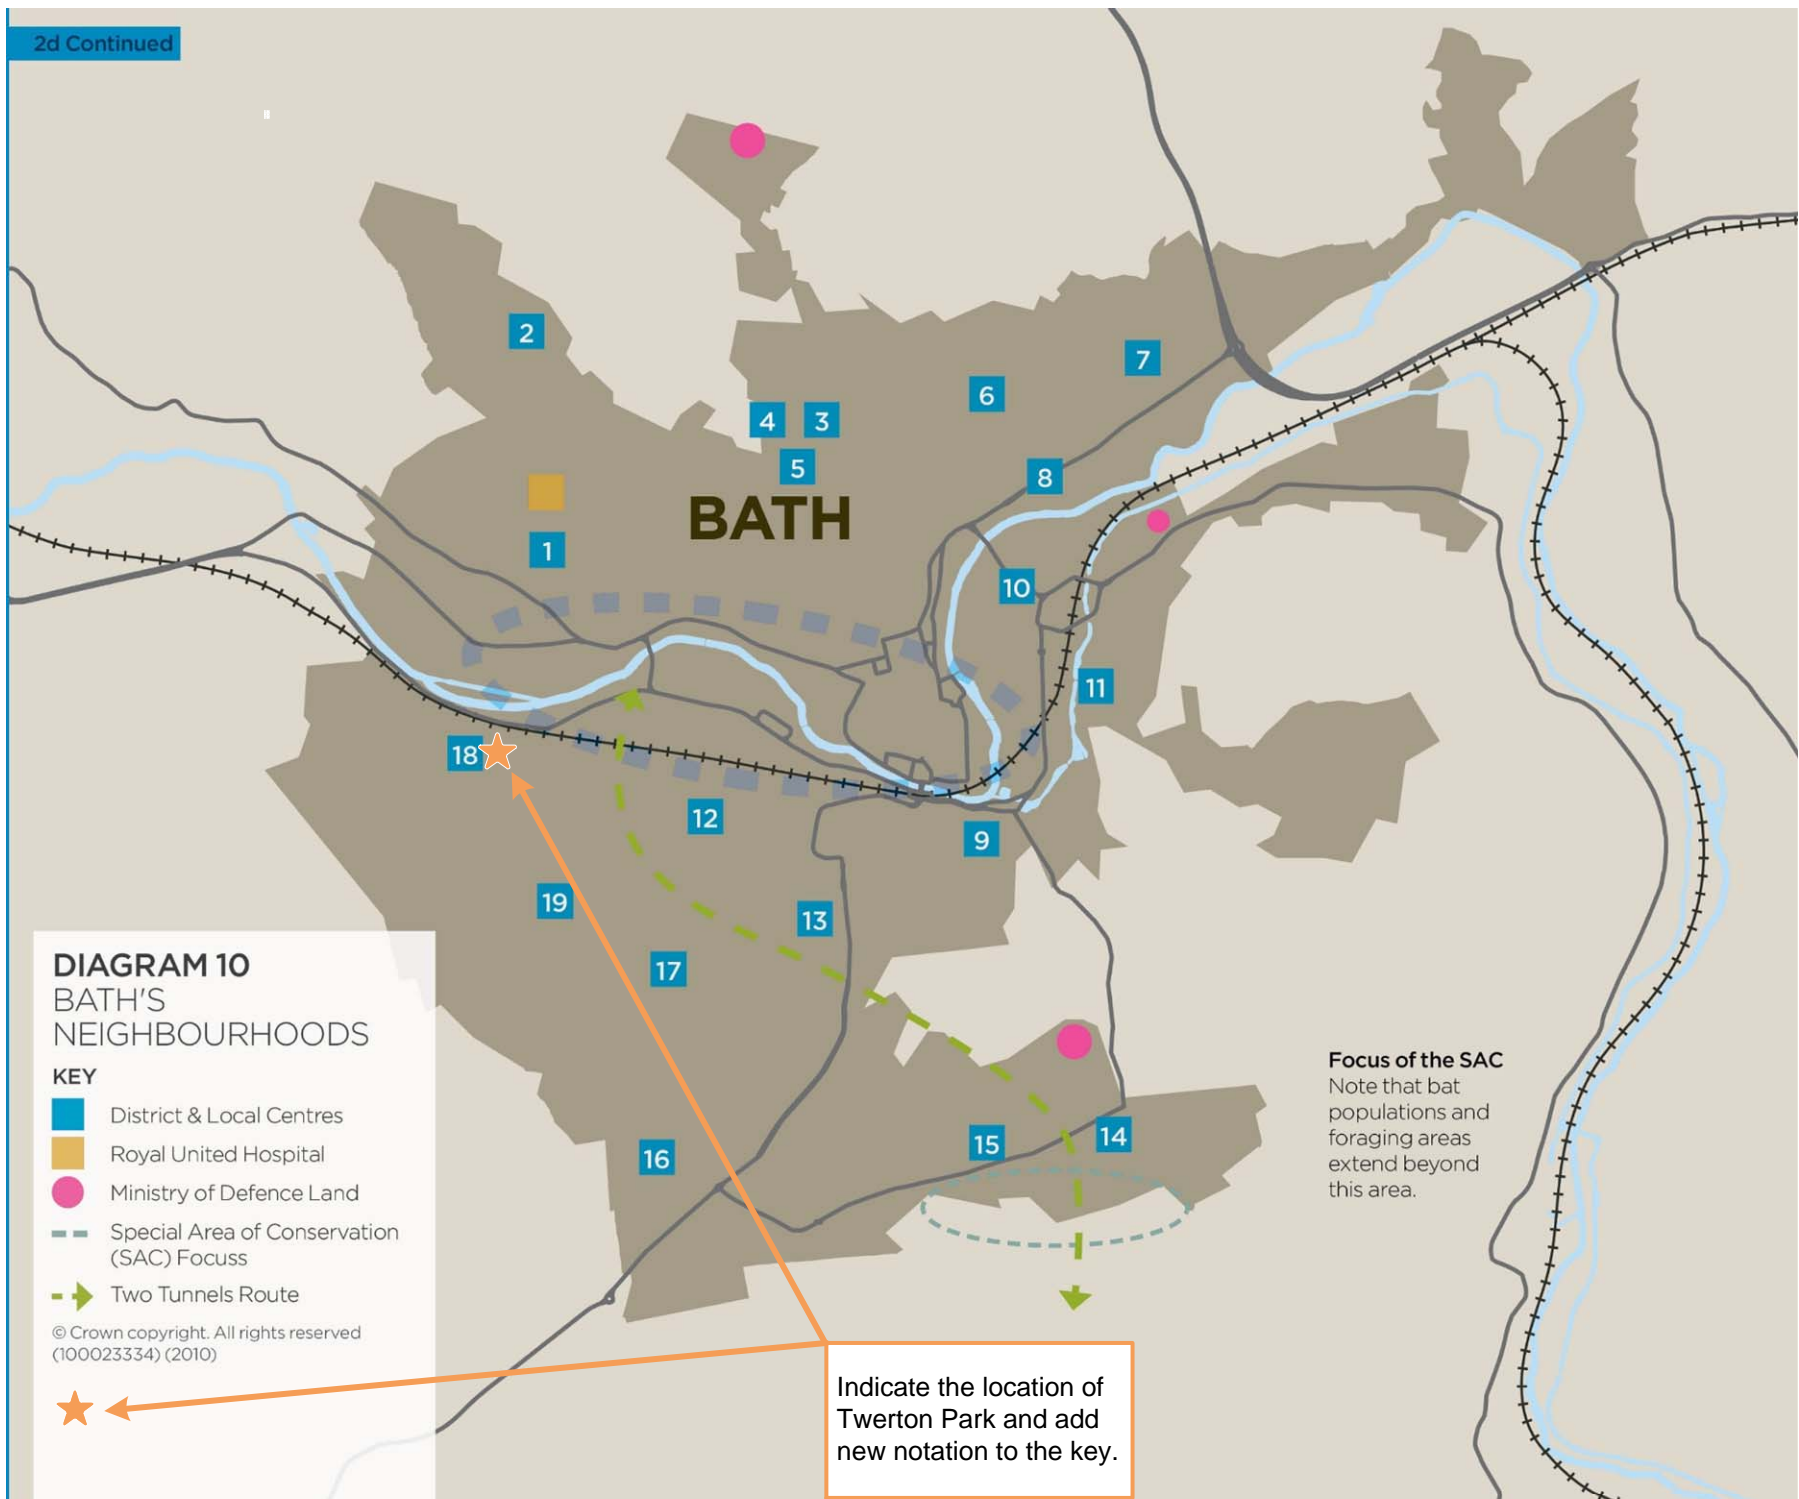 2d Continued
2
7
6
4
3
5
8
BATH
1
10
11
18
12
9
19
13
17
DIAGRAM 10
BATH'S
NEIGHBOURHOODS
KEY
District & Local Centres
Royal United Hospital
Ministry of Defence Land
Special Area of Conservation
(SAC) Focuss
Two Tunnels Route
© Crown copyright. All rights reserved
(100023334) (2010)
16
15
14
Focus of the SAC
Note that bat
populations and
foraging areas
extend beyond
this area.
Indicate the location of
Twerton Park and add
new notation to the key.